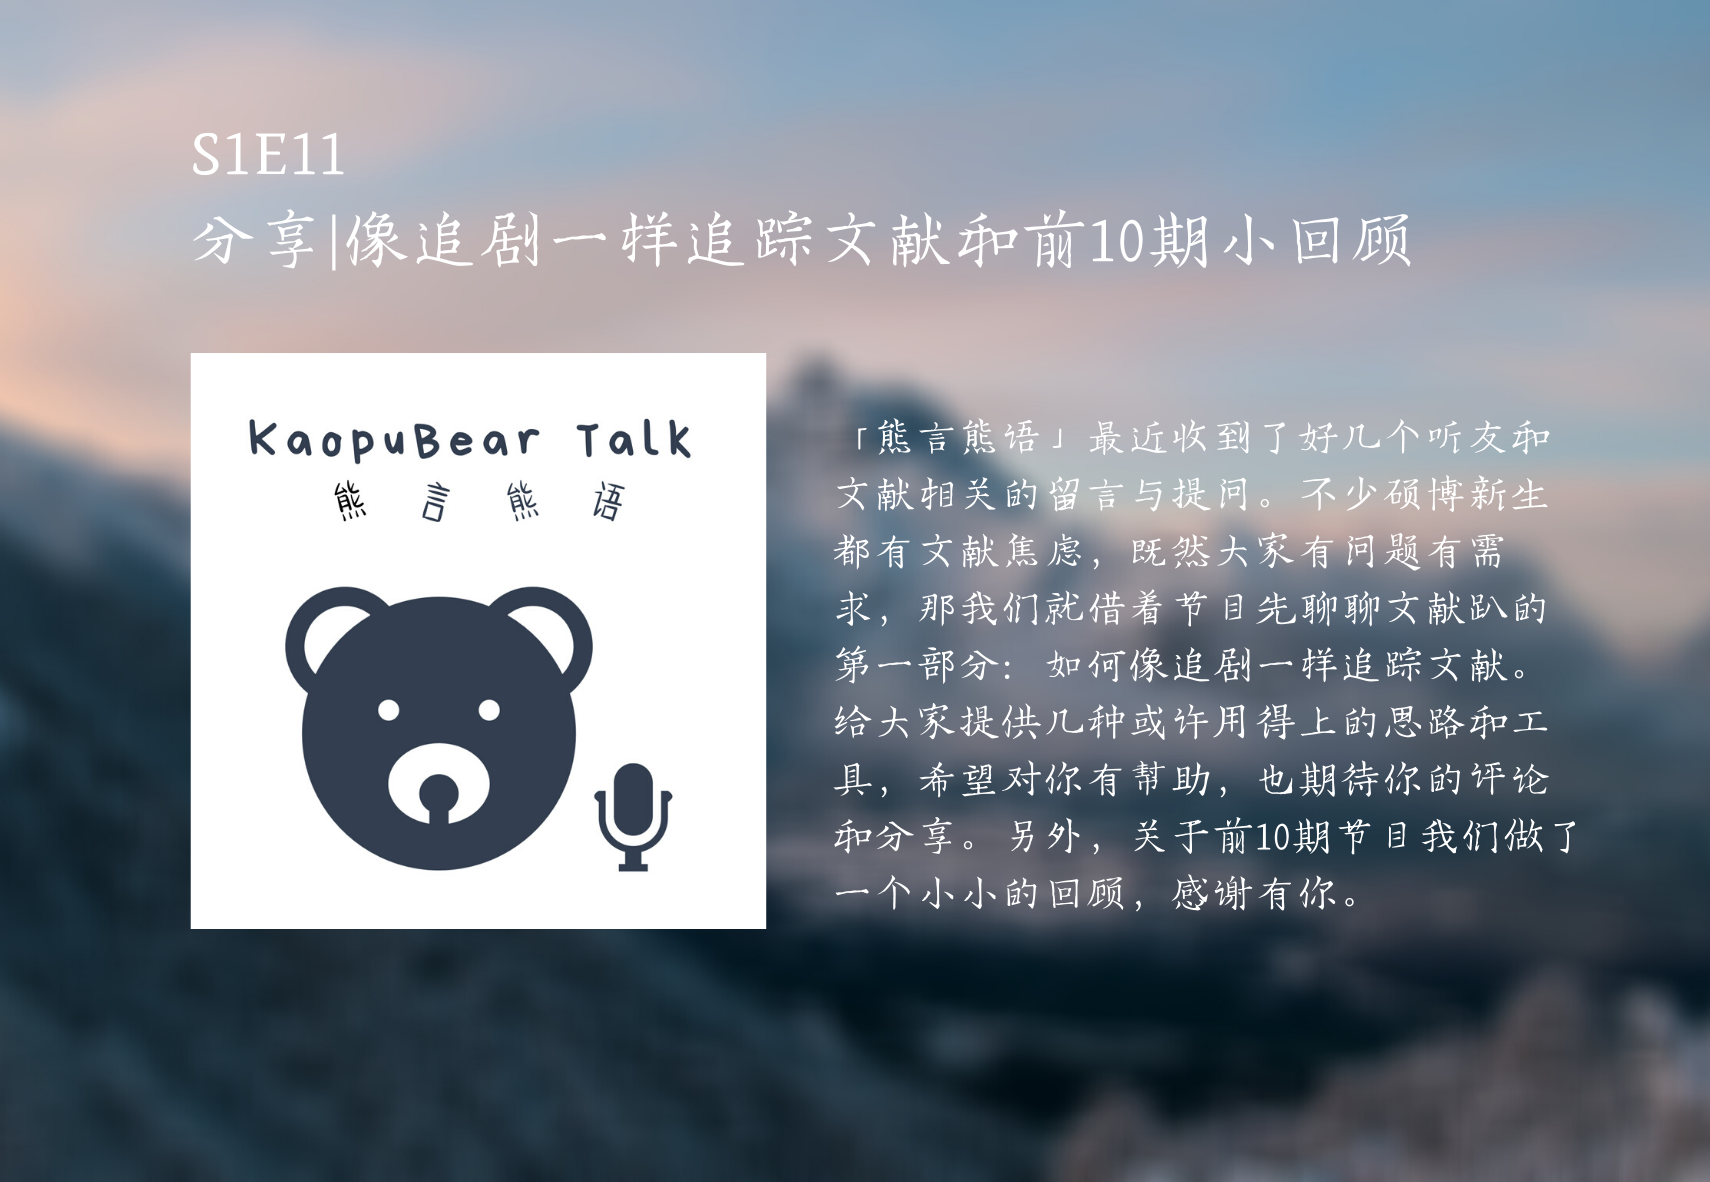 S1E11
分享|像追剧一样追踪文献和前10期小回顾
KaopuBear Talk
熊言熊语
「熊言熊语」最近收到了好几个听友和
文献相关的留言与提问。不少硕博新生
都有文献焦虑，既然大家有问题有需
求，那我们就借着节目先聊聊文献趴的
第一部分：如何像追剧一样追踪文献。
给大家提供几种或许用得上的思路和工
具，希望对你有帮助，也期待你的评论
和分享。另外，关于前10期节目我们做了
一个小小的回顾，感谢有你。